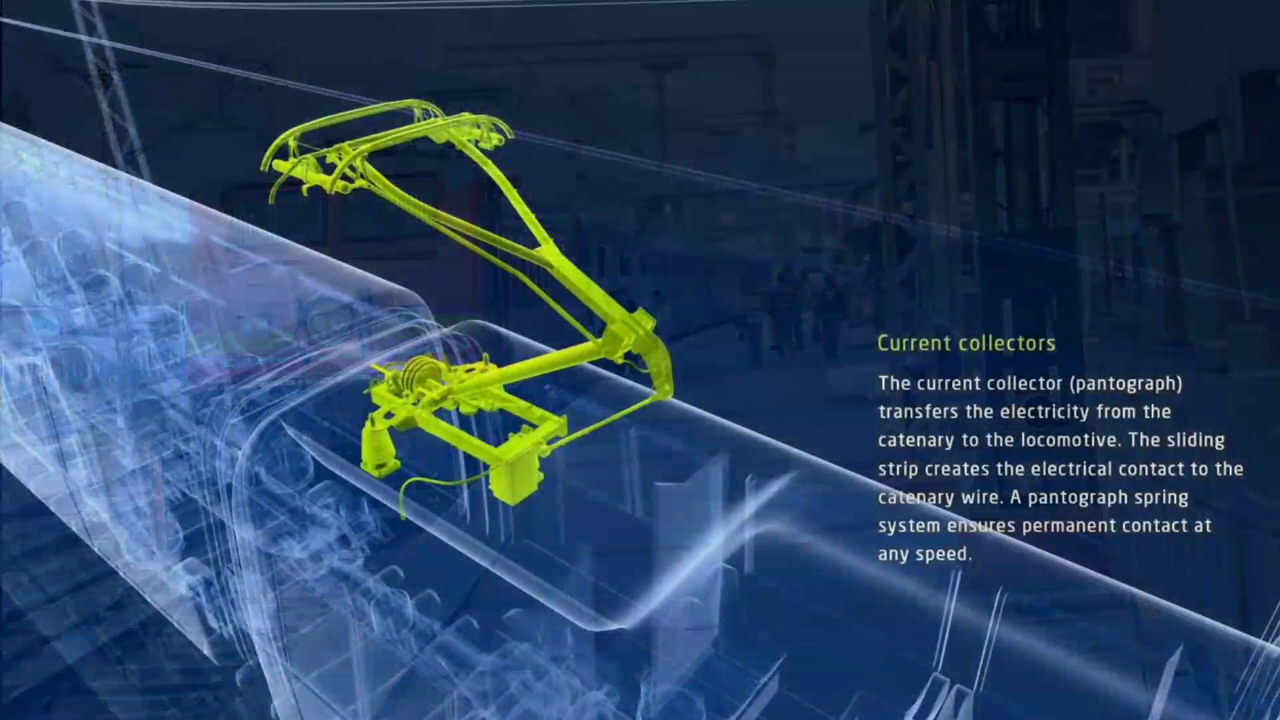 Current collectors
The current collector (pantograph)
transfers the electricity from the
catenary to the locomotive. The sliding
strip creates the electrical contact to the
catenary wire. A pantograph spring
system ensures permanent contact at
any speed.